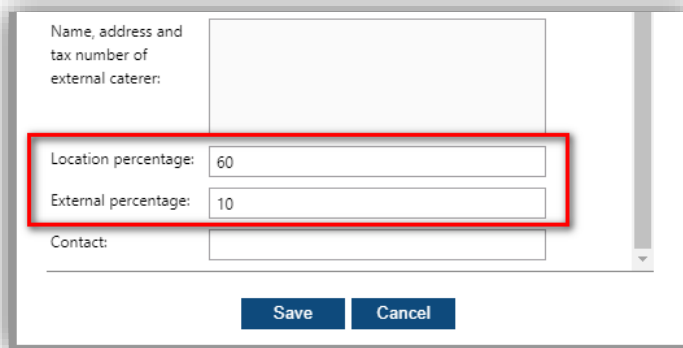 Name, address and
tax number of
external caterer:
Location percentage: 60
External percentage: 10
Contact:
Save Cancel